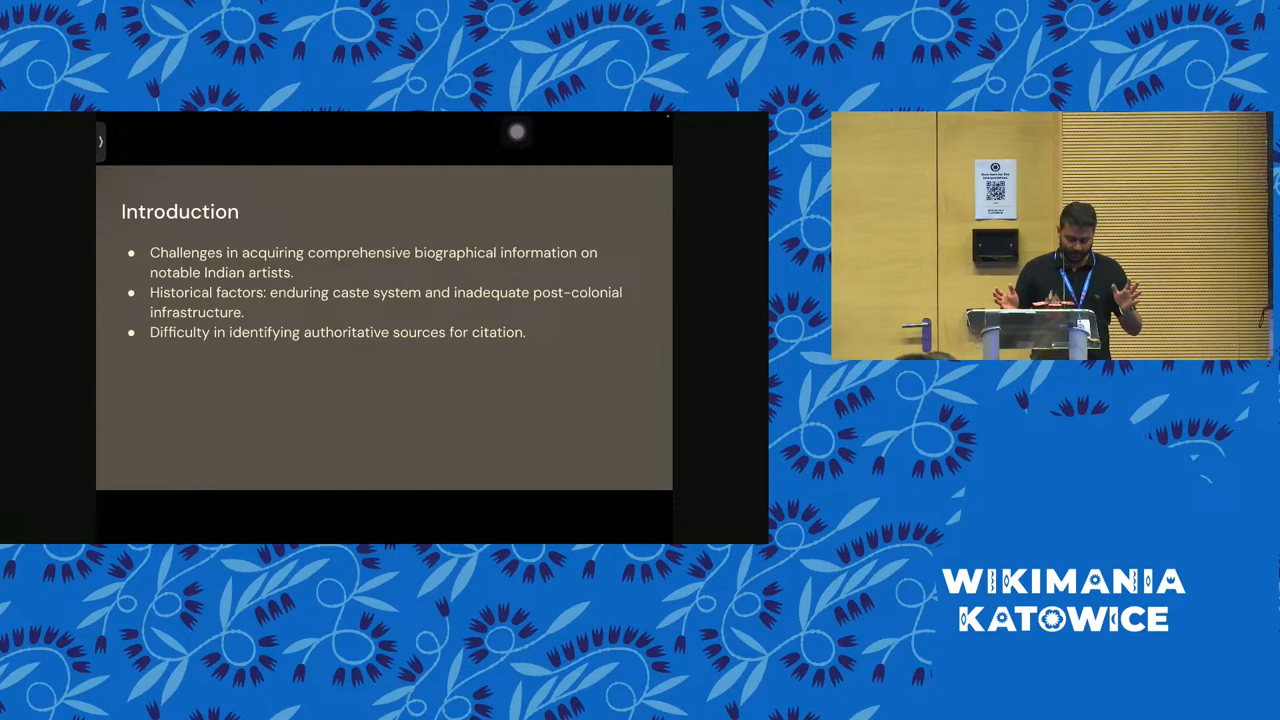 Introduction
● Challenges in acquiring comprehensive biographical information on
notable Indian artists.
● Historical factors: enduring caste system and inadequate post-colonial
infrastructure.
● Difficulty in identifying authoritative sources for citation.
WIKIMANIA
KATOWICE